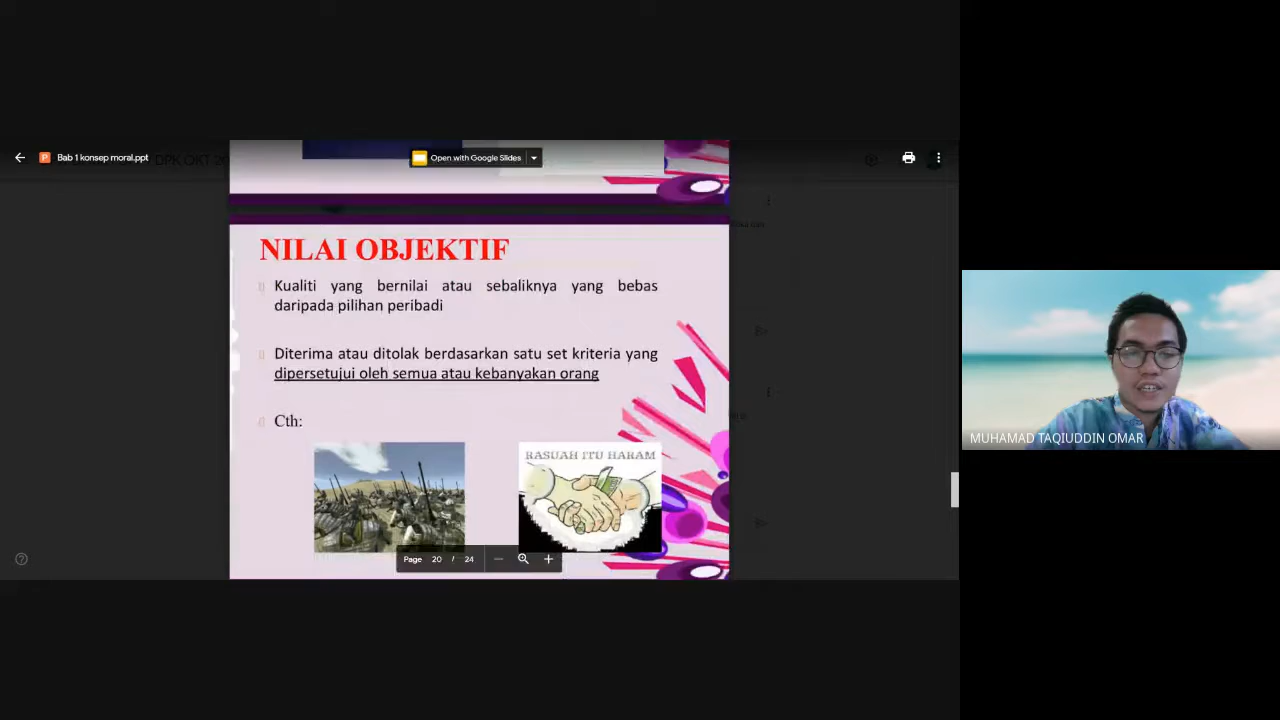 Bab 1 konsep moral.ppt
Open with Google Slides
NILAI OBJEKTIF
Kualiti yang bernilai atau sebaliknya yang bebas
daripada pilihan peribadi
Diterima atau ditolak berdasarkan satu set kriteria yang
dipersetujui oleh semua atau kebanyakan orang
Cth:
RASUAH ITU HARAM
Page 20 / 24
MUHAMAD TAQIUDDIN OMAR